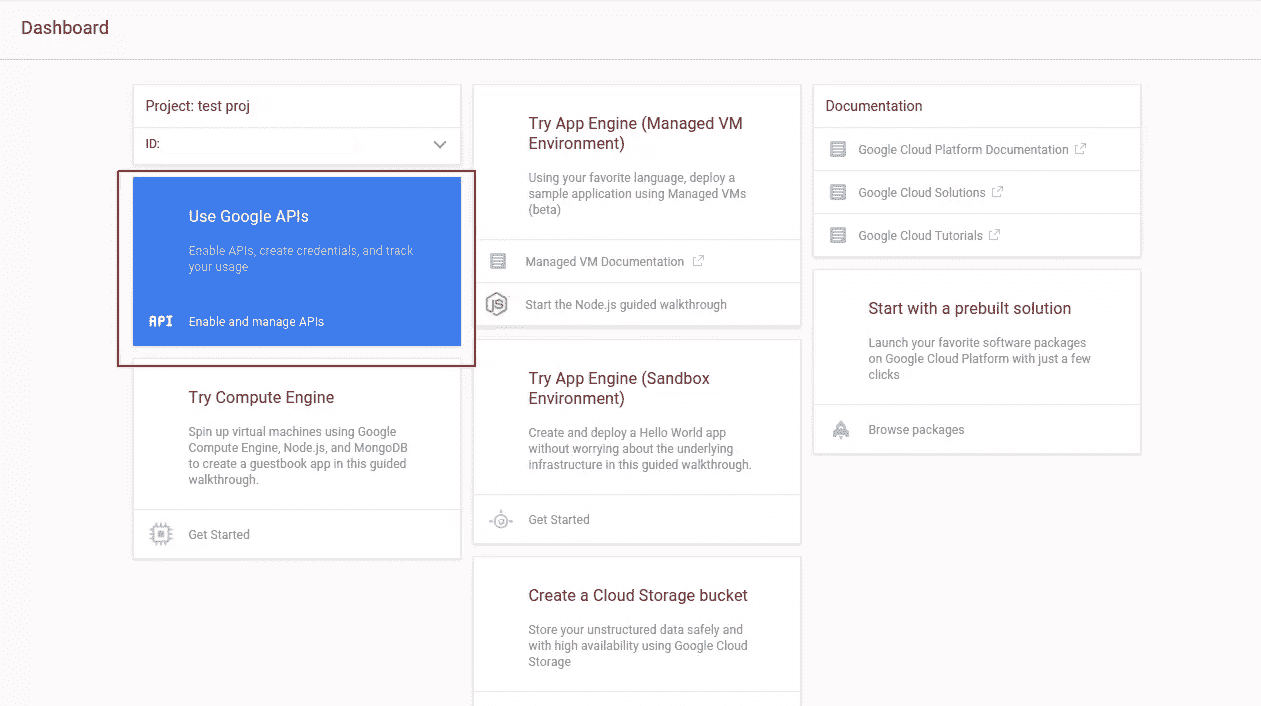 Dashboard
Project: test proj
ID:
Use Google APIs
Enable APIs, create credentials, and track
your usage
API
Enable and manage APIs
Try Compute Engine
Spin up virtual machines using Google
Compute Engine, Node.js, and MongoDB
to create a guestbook app in this guided
walkthrough.
Get Started
Try App Engine (Managed VM
Environment)
Using your favorite language, deploy a
sample application using Managed VMs
(beta)
Managed VM Documentation
JS
Start the Node.js guided walkthrough
Try App Engine (Sandbox
Environment)
Create and deploy a Hello World app
without worrying about the underlying
infrastructure in this guided walkthrough.
Get Started
Create a Cloud Storage bucket
Store your unstructured data safely and
with high availability using Google Cloud
Storage
Documentation
Google Cloud Platform Documentation
Google Cloud Solutions
Google Cloud Tutorials
Start with a prebuilt solution
Launch your favorite software packages
on Google Cloud Platform with just a few
clicks
Browse packages